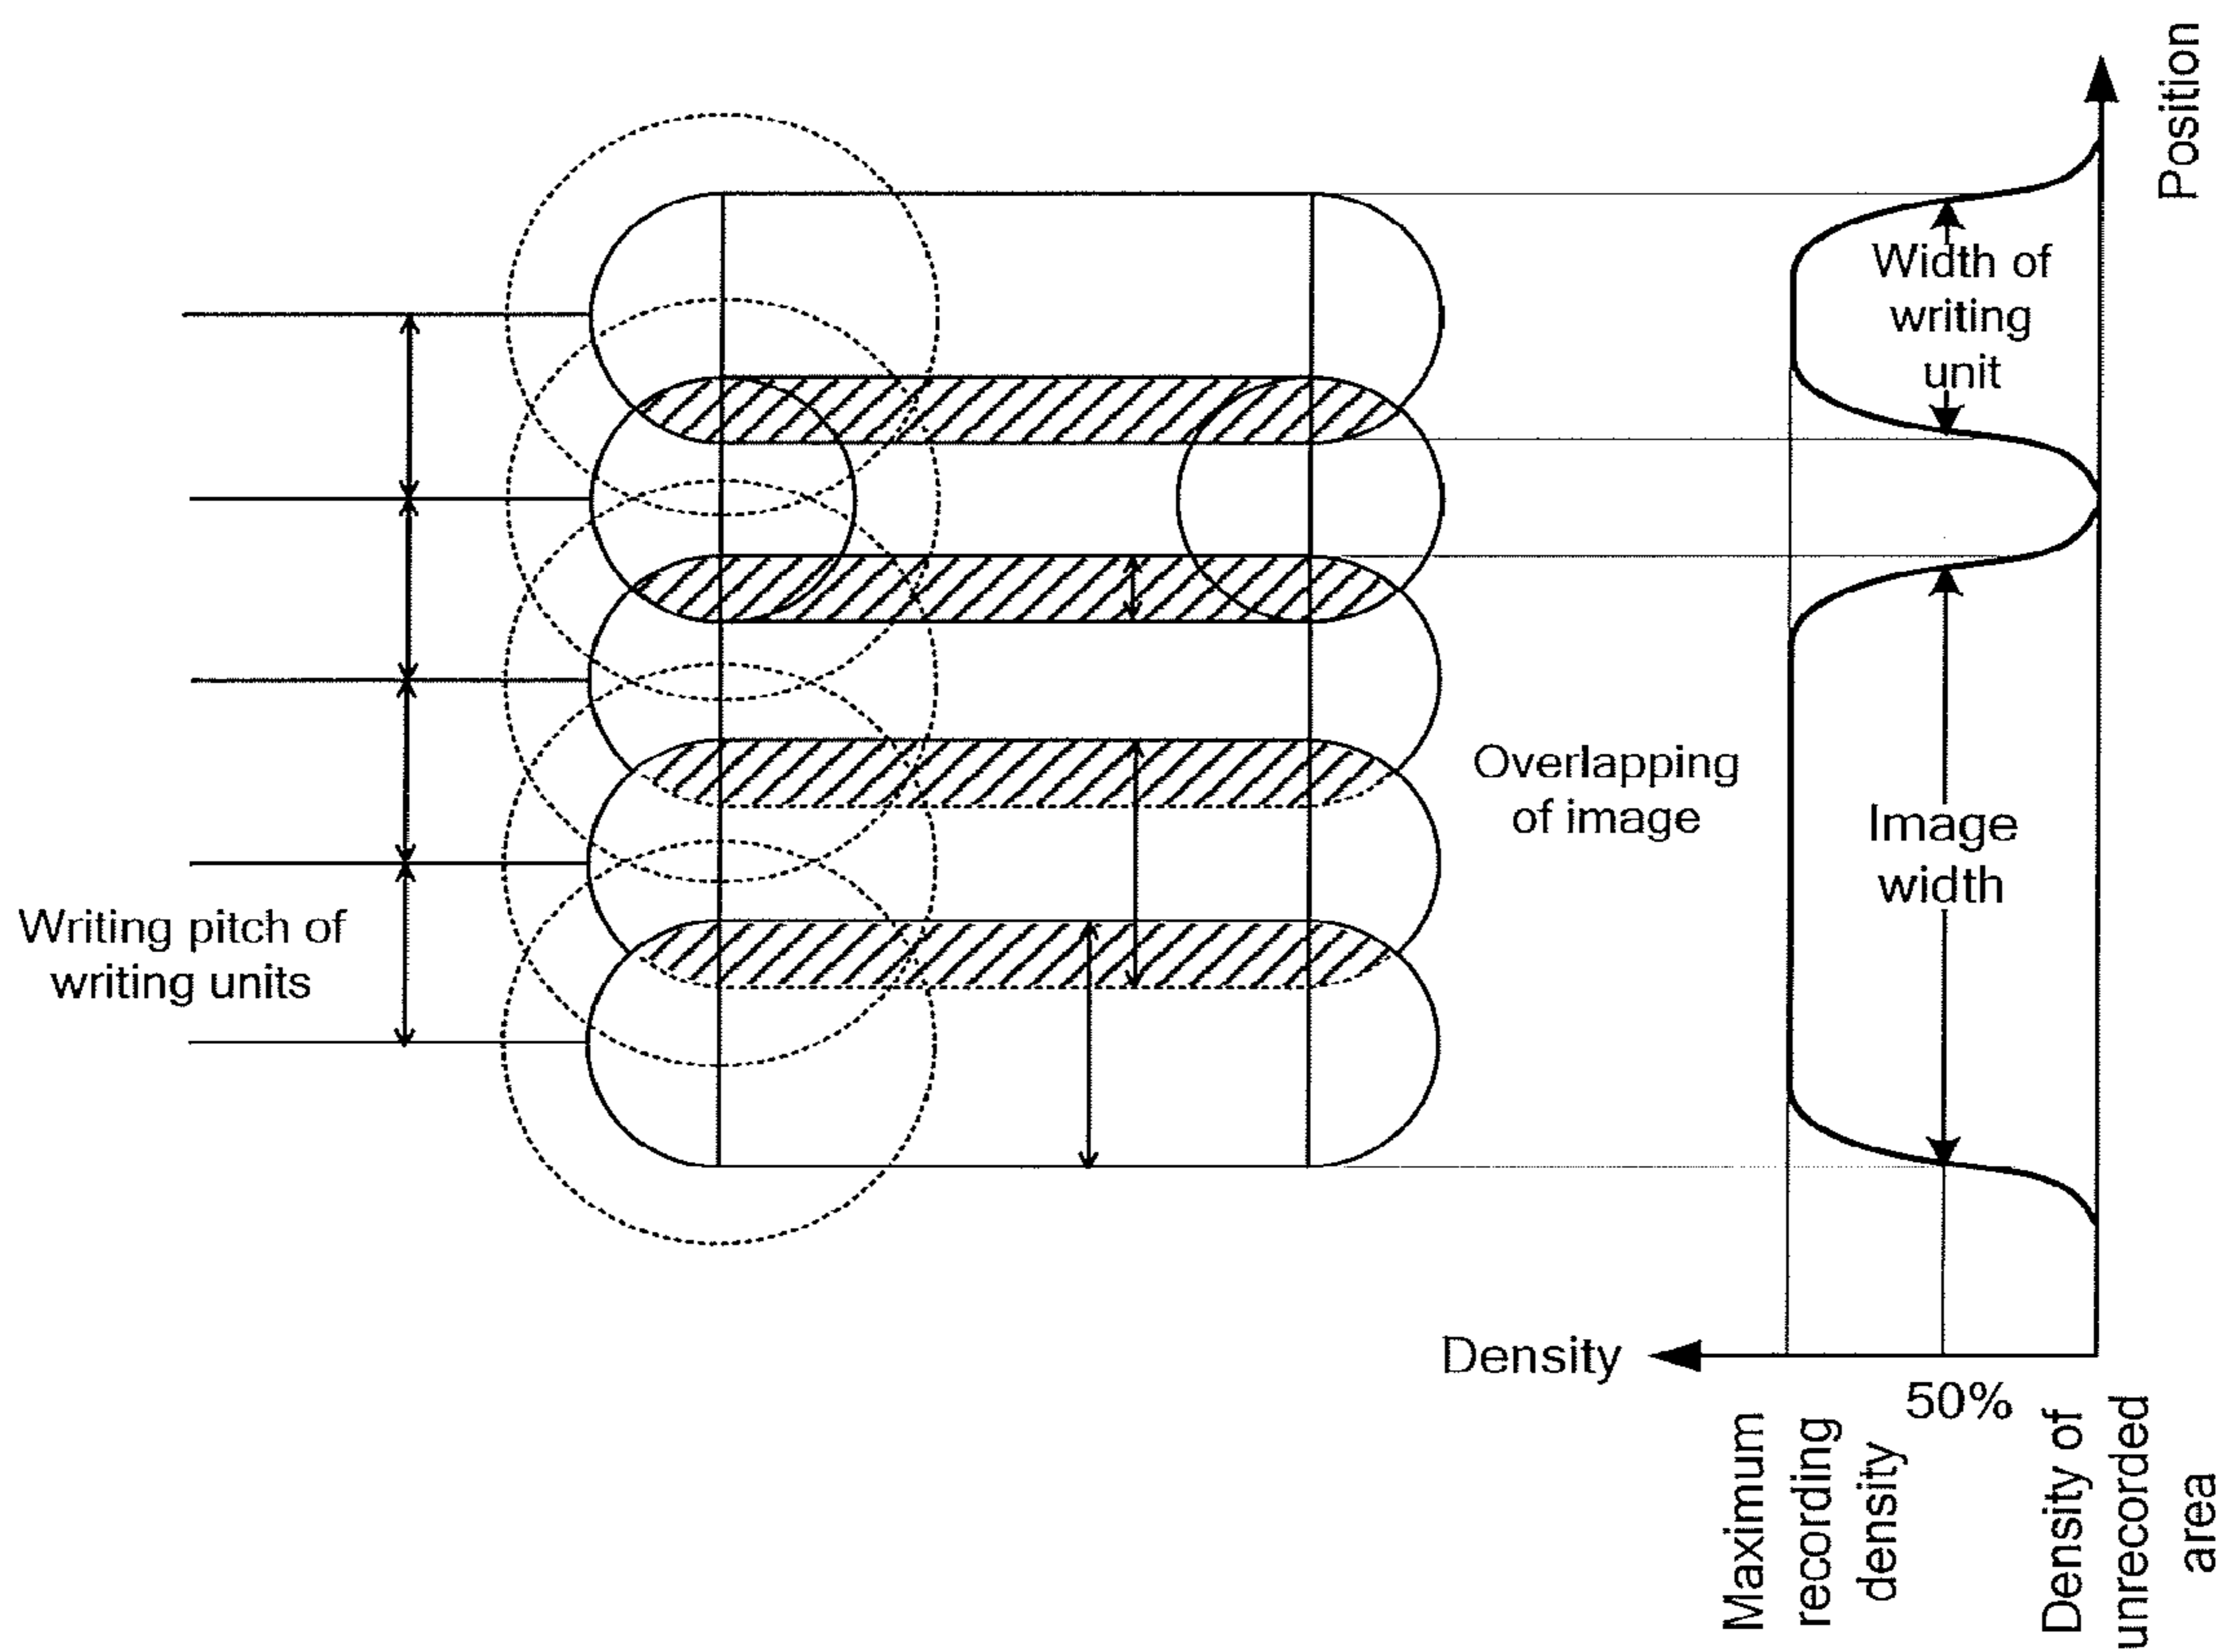 Position
Width of
writing
unit
Overlapping
of image
Image
width
Writing pitch of
writing units
Density
50%
Maximum
recording
density
Density of
unrecorded
area